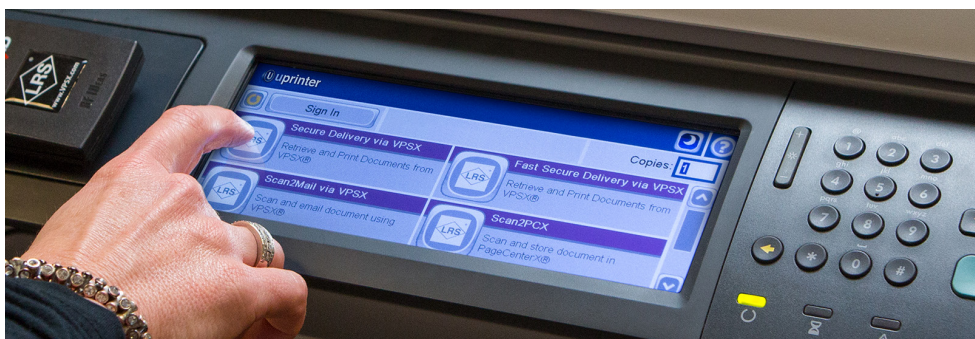 LRS
www.VPSX.com
uprinter
Sign In
Copies:
1
Secure Delivery via VPSX
Retrieve and Print Documents from
VPSX®
LRS
Fast Secure Delivery via VPSX
Retrieve and Print Documents from
VPSX®
LRS
Scan2Mail via VPSX
Scan and email document using
VPSX®
LRS
Scan2PCX
Scan and store document in
PageCenterX®
LRS
?
1
2
3
4
5
6
7
8
9
*
0
#